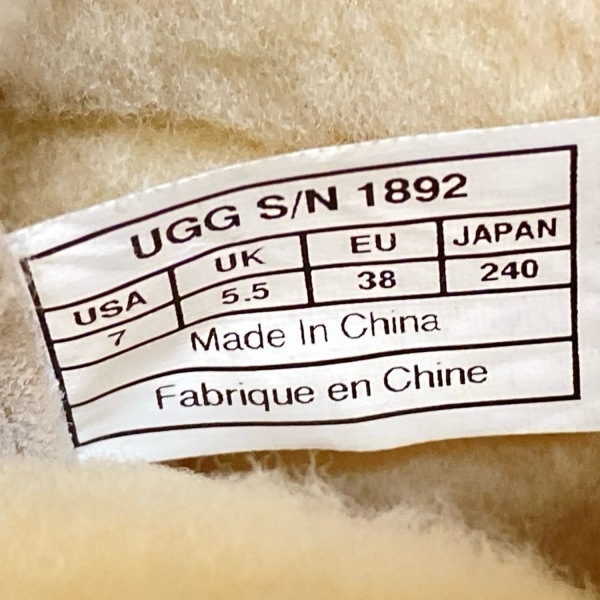 UGG S/N 1892
USA UK EU JAPAN
7 5.5 38 240
Made In China
Fabrique en Chine